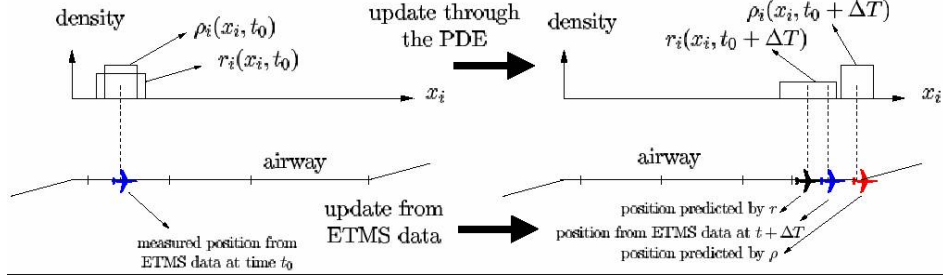 density
ρᵢ(xᵢ, t₀)
rᵢ(xᵢ, t₀)
xᵢ
update through
the PDE
density
ρᵢ(xᵢ, t₀ + ΔT)
rᵢ(xᵢ, t₀ + ΔT)
xᵢ
airway
measured position from
ETMS data at time t₀
update from
ETMS data
airway
position predicted by r
position from ETMS data at t + ΔT
position predicted by ρ